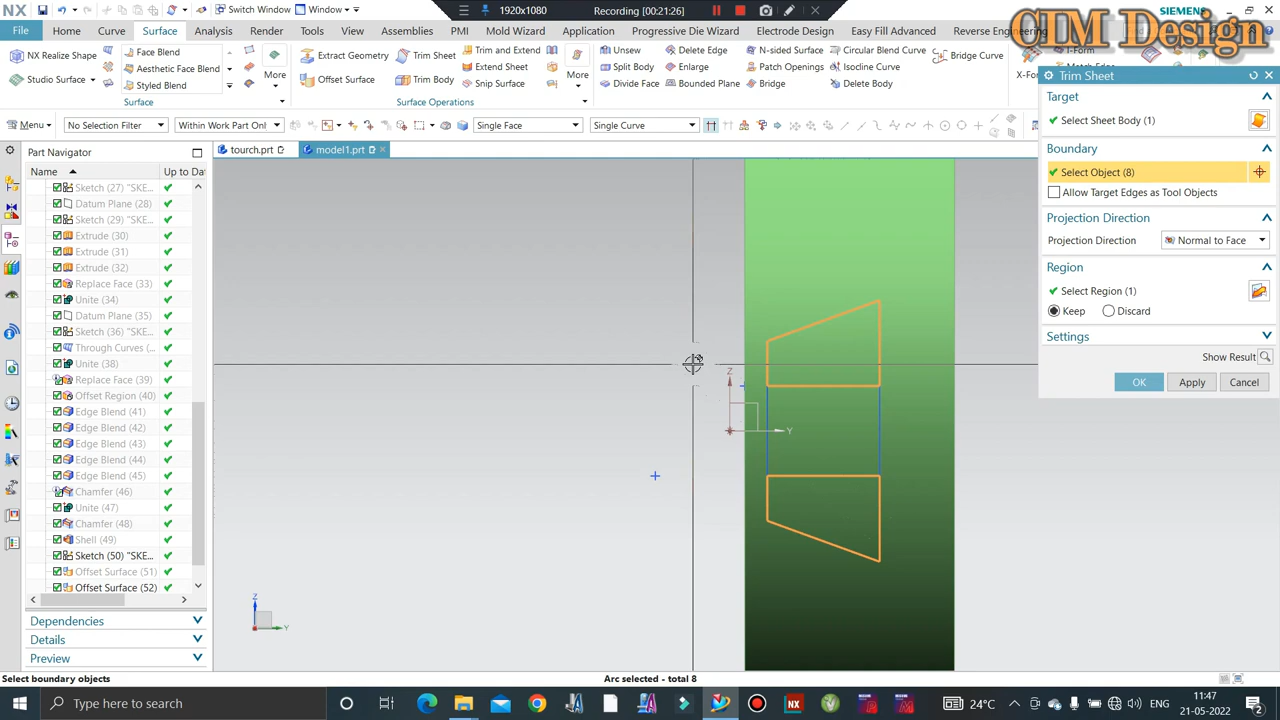 NX Switch Window Window 1920x1080 Recording [00:21:26] SIEMENS
CIM Design
File Home Curve Surface Analysis Render Tools Assemblies PMI Mold Wizard Application Progressive Die Wizard Electrode Design Easy Fill Advanced Reverse Engineering
NX Realize Shape Face Blend Extract Geometry Trim Sheet Trim and Extend Unsew Delete Edge N-sided Surface Circular Blend Curve Bridge Curve
Studio Surface Aesthetic Face Blend More Offset Surface Trim Body Extend Sheet More Split Body Enlarge Patch Openings Isocline Curve
Styled Blend Snip Surface Divide Face Bounded Plane Bridge Delete Body
Surface Surface Operations
Menu No Selection Filter Within Work Part Onl Single Face Single Curve
Part Navigator tourch.prt model1.prt
Name Up to Dat
Sketch (27) "SKE...
Datum Plane (28)
Sketch (29) "SKE...
Extrude (30)
Extrude (31)
Extrude (32)
Replace Face (33)
Unite (34)
Datum Plane (35)
Sketch (36) "SKE...
Through Curves (...
Unite (38)
Replace Face (39)
Offset Region (40)
Edge Blend (41)
Edge Blend (42)
Edge Blend (43)
Edge Blend (44)
Edge Blend (45)
Chamfer (46)
Unite (47)
Chamfer (48)
Shell (49)
Sketch (50) "SKE...
Offset Surface (51)
Offset Surface (52)
Dependencies
Details
Preview
Z
Y
Z
Y
Trim Sheet
Target
Select Sheet Body (1)
Boundary
Select Object (8)
Allow Target Edges as Tool Objects
Projection Direction
Projection Direction Normal to Face
Region
Select Region (1)
Keep Discard
Settings
Show Result
OK Apply Cancel
Select boundary objects Arc selected - total 8
Type here to search 24°C ENG 11:47
21-05-2022
2